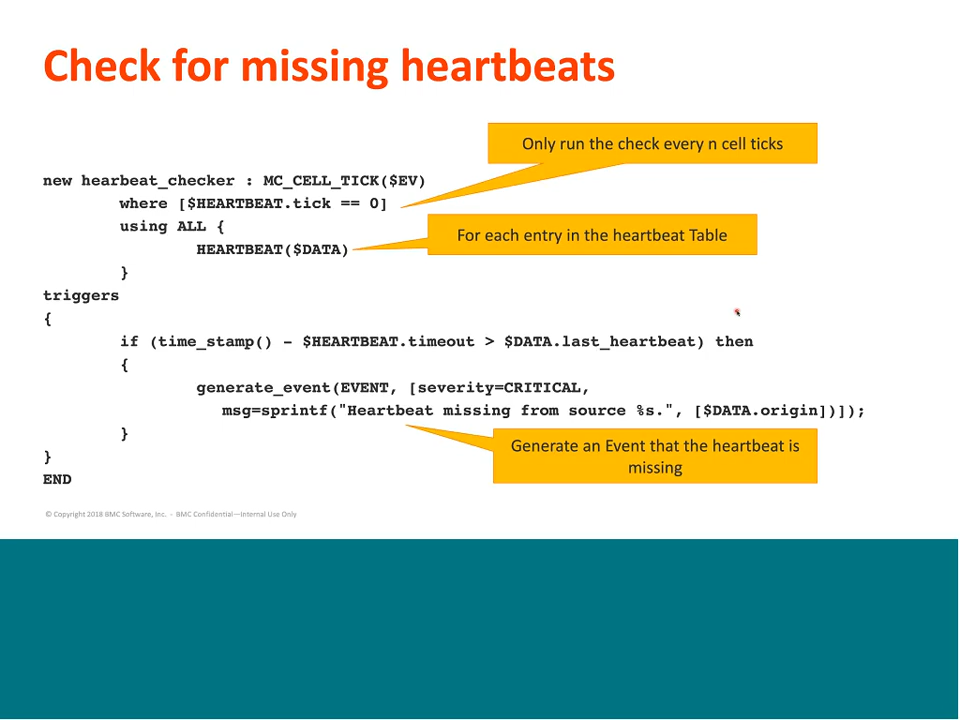 Check for missing heartbeats
Only run the check every n cell ticks
new hearbeat_checker : MC_CELL_TICK($EV)
where [$HEARTBEAT.tick == 0]
using ALL {
For each entry in the heartbeat Table
HEARTBEAT($DATA)
}
triggers
{
if (time_stamp() - $HEARTBEAT.timeout > $DATA.last_heartbeat) then
{
generate_event(EVENT, [severity=CRITICAL,
msg=sprintf("Heartbeat missing from source %s.", [$DATA.origin])]);
}
Generate an Event that the heartbeat is
missing
}
END
© Copyright 2018 BMC Software, Inc. - BMC Confidential—Internal Use Only